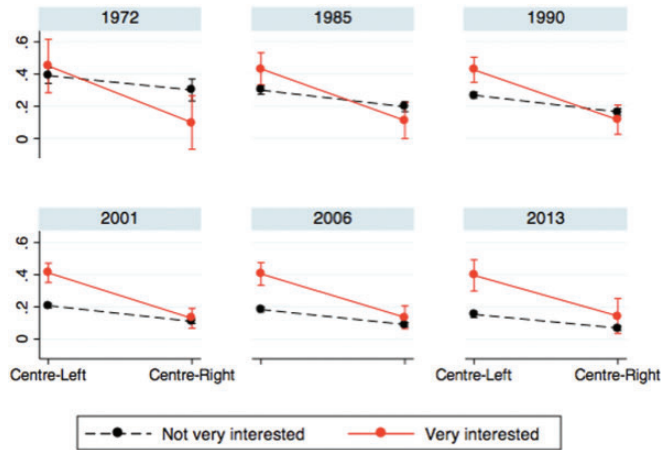 1972 1985 1990
.6
.4
.2
0
2001 2006 2013
.6
.4
.2
0
Centre-Left Centre-Right Centre-Left Centre-Right
Not very interested Very interested